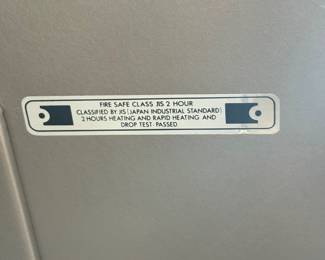 FIRE SAFE CLASS JIS 2 HOUR
CLASSIFIED BY JIS (JAPAN INDUSTRIAL STANDARD)
2 HOURS HEATING AND RAPID HEATING AND
DROP TEST-PASSED